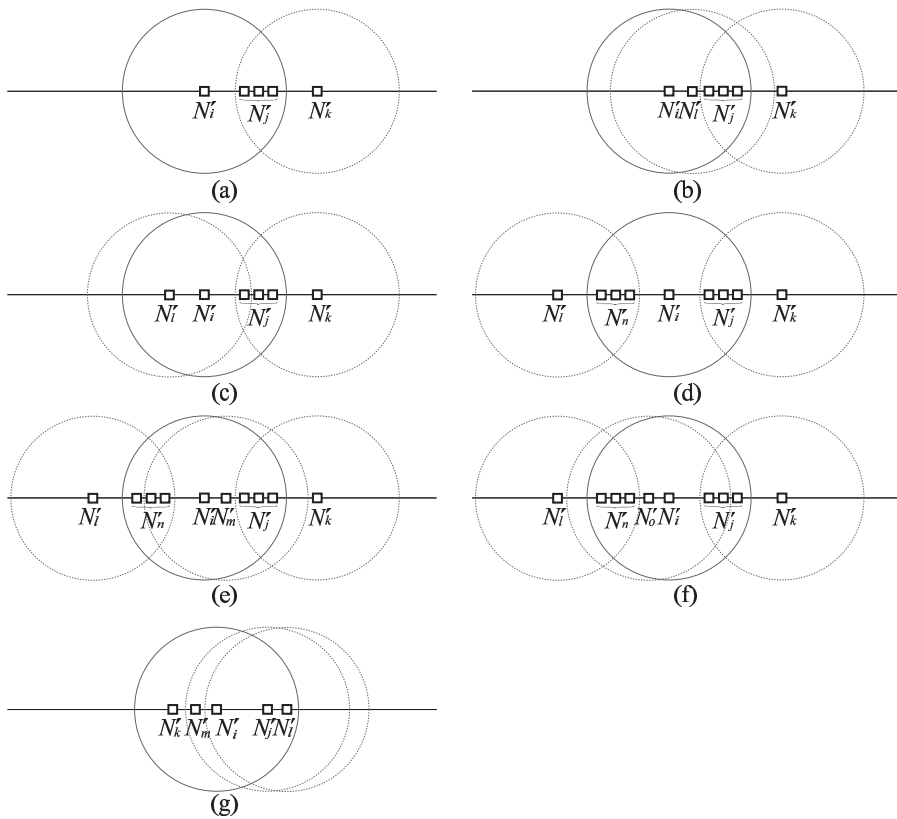 N'i N'j N'k
(a)
N'i N'l N'j N'k
(b)
N'l N'i N'j N'k
(c)
N'l N'n N'i N'j N'k
(d)
N'l N'n N'i N'm N'j N'k
(e)
N'l N'n N'o N'i N'j N'k
(f)
N'k N'm N'i N'j N'l
(g)